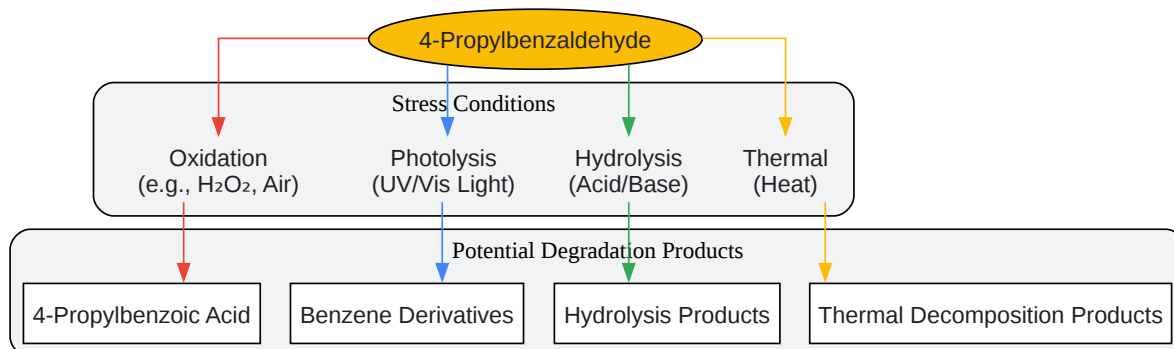 4-Propylbenzaldehyde
Stress Conditions
Oxidation
(e.g., H₂O₂, Air)
Photolysis
(UV/Vis Light)
Hydrolysis
(Acid/Base)
Thermal
(Heat)
Potential Degradation Products
4-Propylbenzoic Acid
Benzene Derivatives
Hydrolysis Products
Thermal Decomposition Products